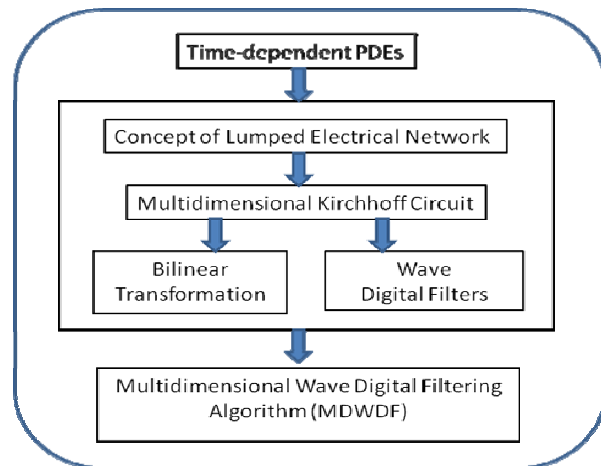 Time-dependent PDEs
Concept of Lumped Electrical Network
Multidimensional Kirchhoff Circuit
Bilinear
Transformation
Wave
Digital Filters
Multidimensional Wave Digital Filtering
Algorithm (MDWDF)